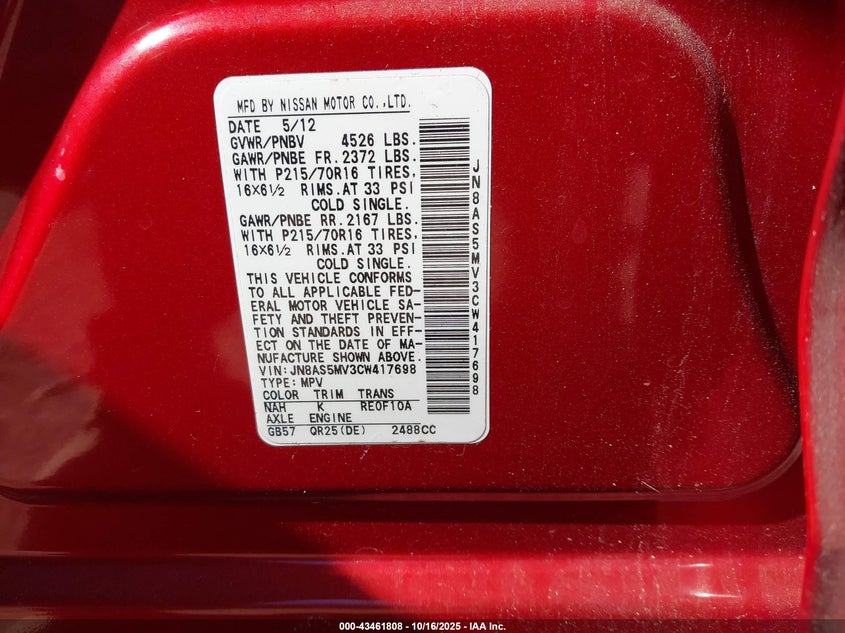 MFD BY NISSAN MOTOR CO.,LTD.
DATE 5/12
GVWR/PNBV 4526 LBS.
GAWR/PNBE FR.2372 LBS.
WITH P215/70R16 TIRES,
16×6½ RIMS.AT 33 PSI
COLD SINGLE.
GAWR/PNBE RR.2167 LBS.
WITH P215/70R16 TIRES,
16×6½ RIMS.AT 33 PSI
COLD SINGLE.
THIS VEHICLE CONFORMS
TO ALL APPLICABLE FED-
ERAL MOTOR VEHICLE SA-
FETY AND THEFT PREVEN-
TION STANDARDS IN EFF-
ECT ON THE DATE OF MA-
NUFACTURE SHOWN ABOVE.
VIN:JN8AS5MV3CW417698
TYPE:MPV
COLOR TRIM TRANS
NAH K RE0F10A
AXLE ENGINE
GB57 QR25(DE) 2488CC
JN8AS5MV3CW417698
000-43461808 - 10/16/2025 - IAA Inc.